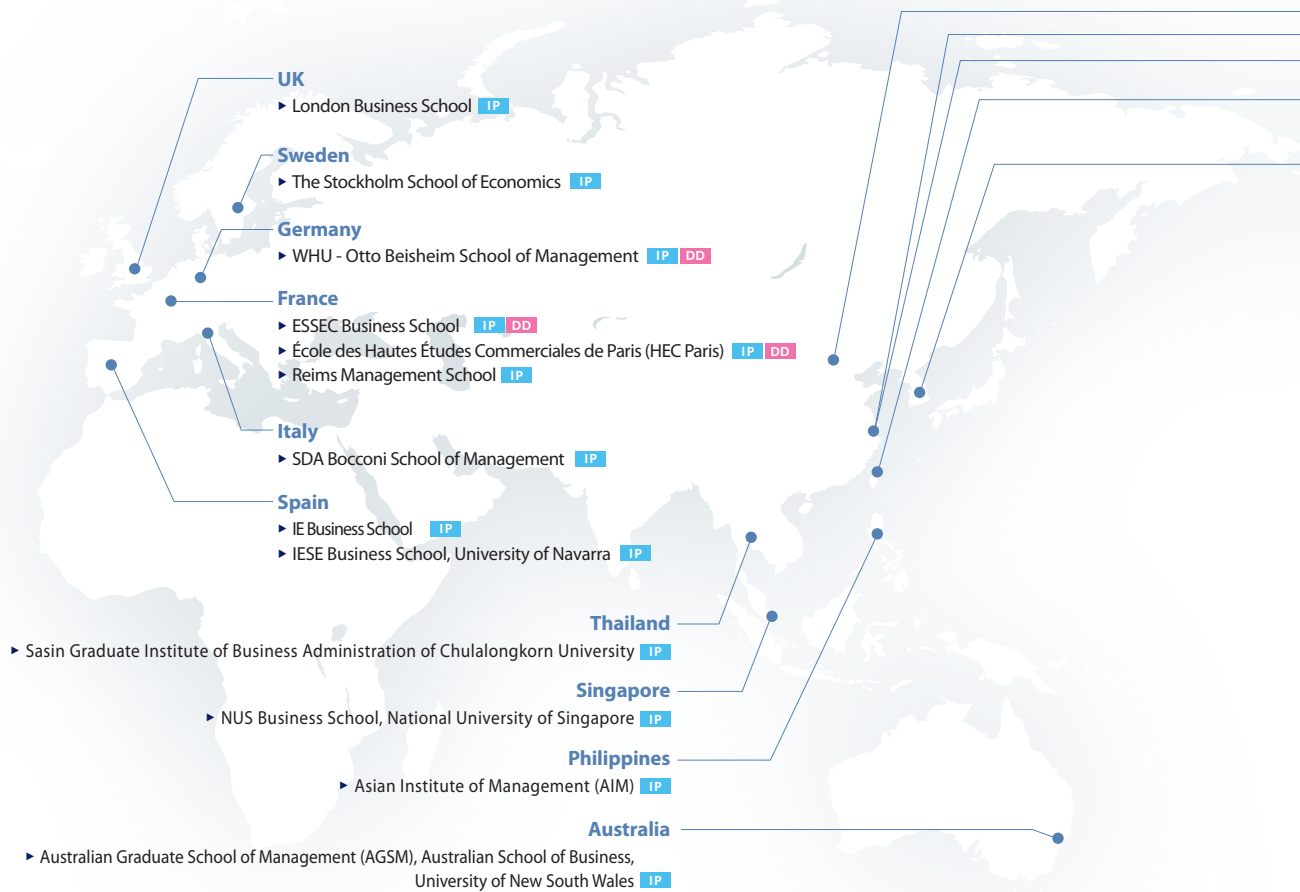 UK
▸ London Business School IP
Sweden
▸ The Stockholm School of Economics IP
Germany
▸ WHU - Otto Beisheim School of Management IP DD
France
▸ ESSEC Business School IP DD
▸ École des Hautes Études Commerciales de Paris (HEC Paris) IP DD
▸ Reims Management School IP
Italy
▸ SDA Bocconi School of Management IP
Spain
▸ IE Business School IP
▸ IESE Business School, University of Navarra IP
Thailand
▸ Sasin Graduate Institute of Business Administration of Chulalongkorn University IP
Singapore
▸ NUS Business School, National University of Singapore IP
Philippines
▸ Asian Institute of Management (AIM) IP
Australia
▸ Australian Graduate School of Management (AGSM), Australian School of Business,
University of New South Wales IP